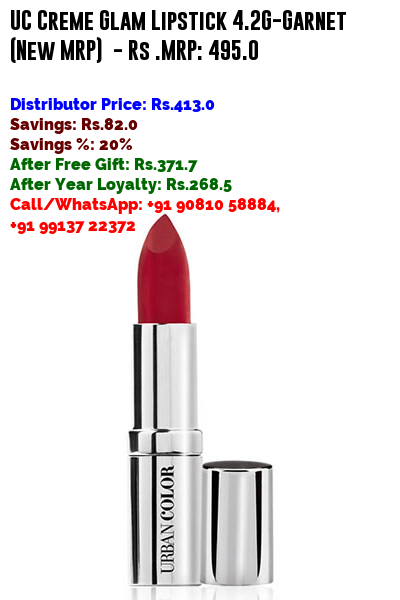 UC Creme Glam Lipstick 4.2G-Garnet
(New MRP) - Rs .MRP: 495.0
Distributor Price: Rs.413.0
Savings: Rs.82.0
Savings %: 20%
After Free Gift: Rs.371.7
After Year Loyalty: Rs.268.5
Call/WhatsApp: +91 90810 58884,
+91 99137 22372
URBAN COLOR